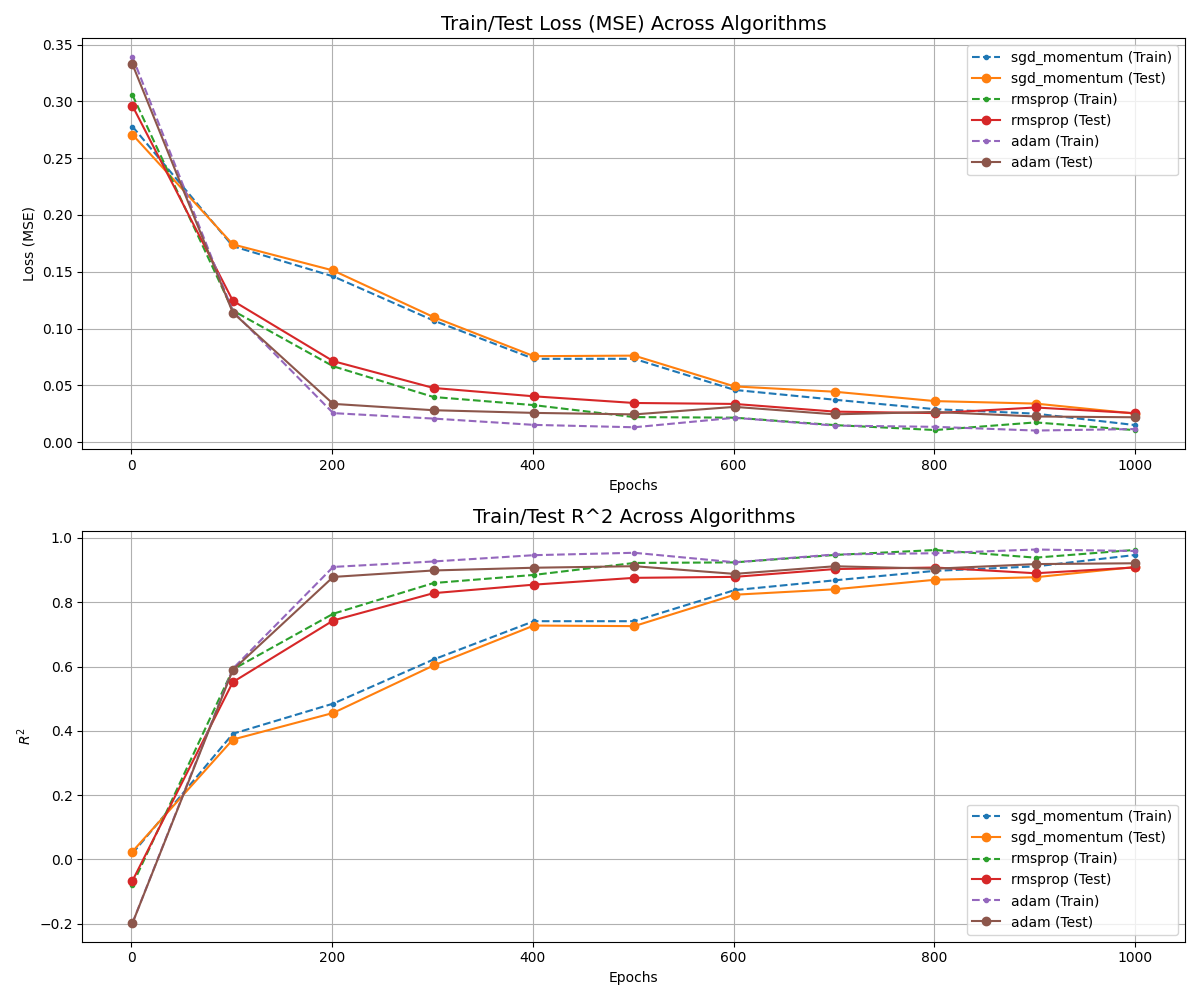 Train/Test Loss (MSE) Across Algorithms
0.35
0.30
0.25
0.20
0.15
0.10
0.05
0.00
Loss (MSE)
sgd_momentum (Train)
sgd_momentum (Test)
rmsprop (Train)
rmsprop (Test)
adam (Train)
adam (Test)
0 200 400 600 800 1000
Epochs
Train/Test R^2 Across Algorithms
1.0
0.8
0.6
0.4
0.2
0.0
−0.2
R²
sgd_momentum (Train)
sgd_momentum (Test)
rmsprop (Train)
rmsprop (Test)
adam (Train)
adam (Test)
0 200 400 600 800 1000
Epochs